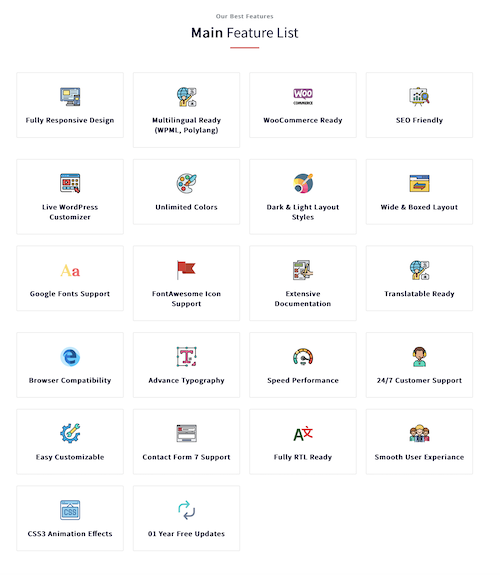 Our Best Features
Main Feature List
Fully Responsive Design
Multilingual Ready
(WPML, Polylang)
WOO
COMMERCE
WooCommerce Ready
SEO Friendly
Live WordPress
Customizer
Unlimited Colors
Dark & Light Layout
Styles
Wide & Boxed Layout
Aa
Google Fonts Support
FontAwesome Icon
Support
Extensive
Documentation
Translatable Ready
Browser Compatibility
T
Advance Typography
Speed Performance
24/7 Customer Support
Easy Customizable
Contact Form 7 Support
A文
Fully RTL Ready
Smooth User Experiance
CSS
CSS3 Animation Effects
01 Year Free Updates